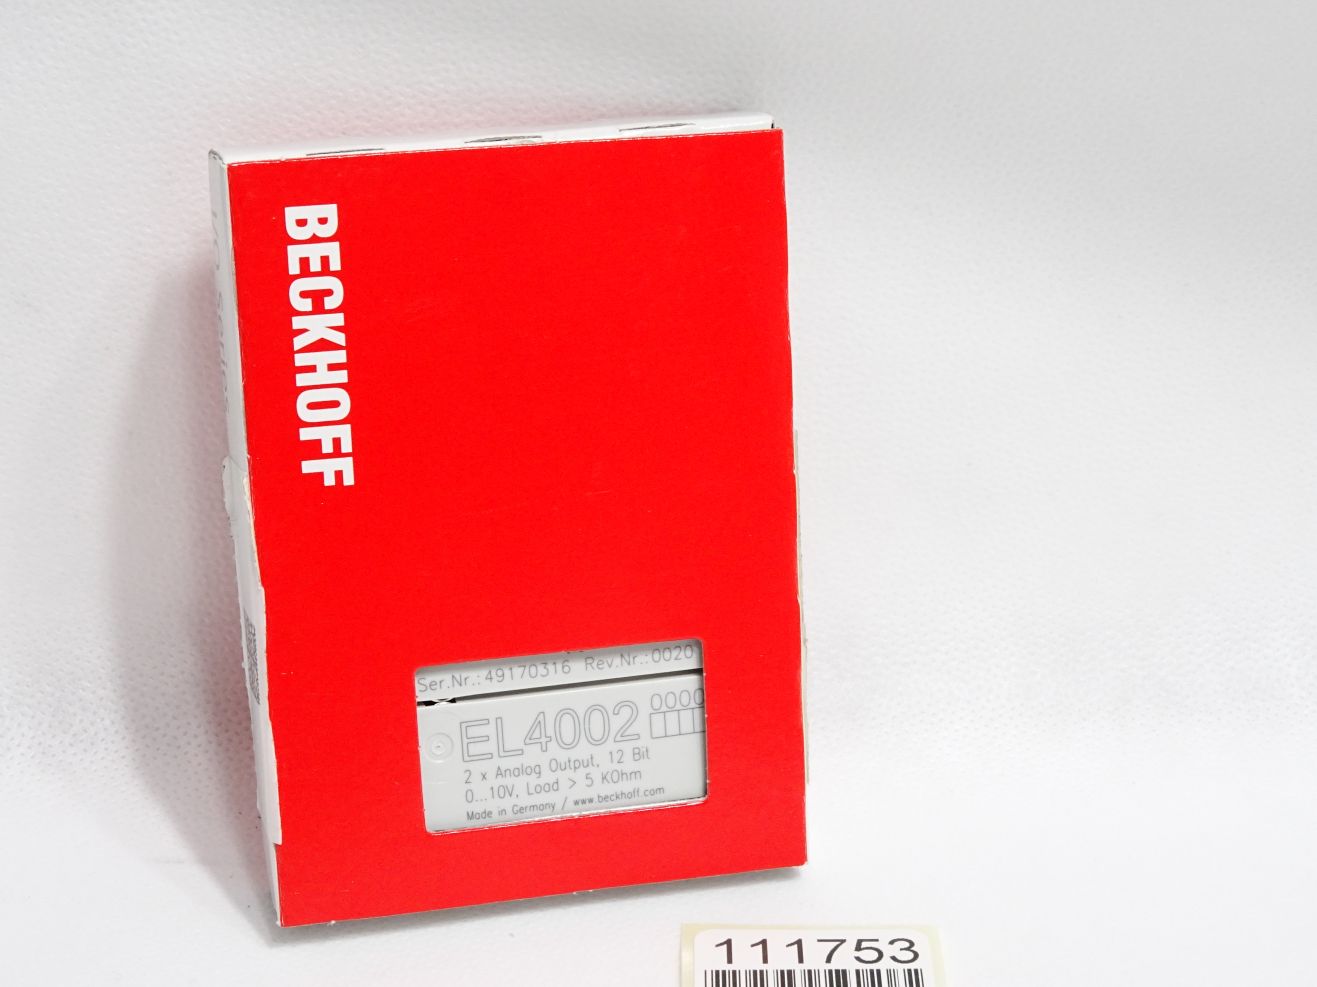 BECKHOFF
Ser.Nr.: 49170316 Rev.Nr.:0020
EL4002 0000
2 x Analog Output, 12 Bit
0...10V, Load > 5 KOhm
Made in Germany / www.beckhoff.com
111753